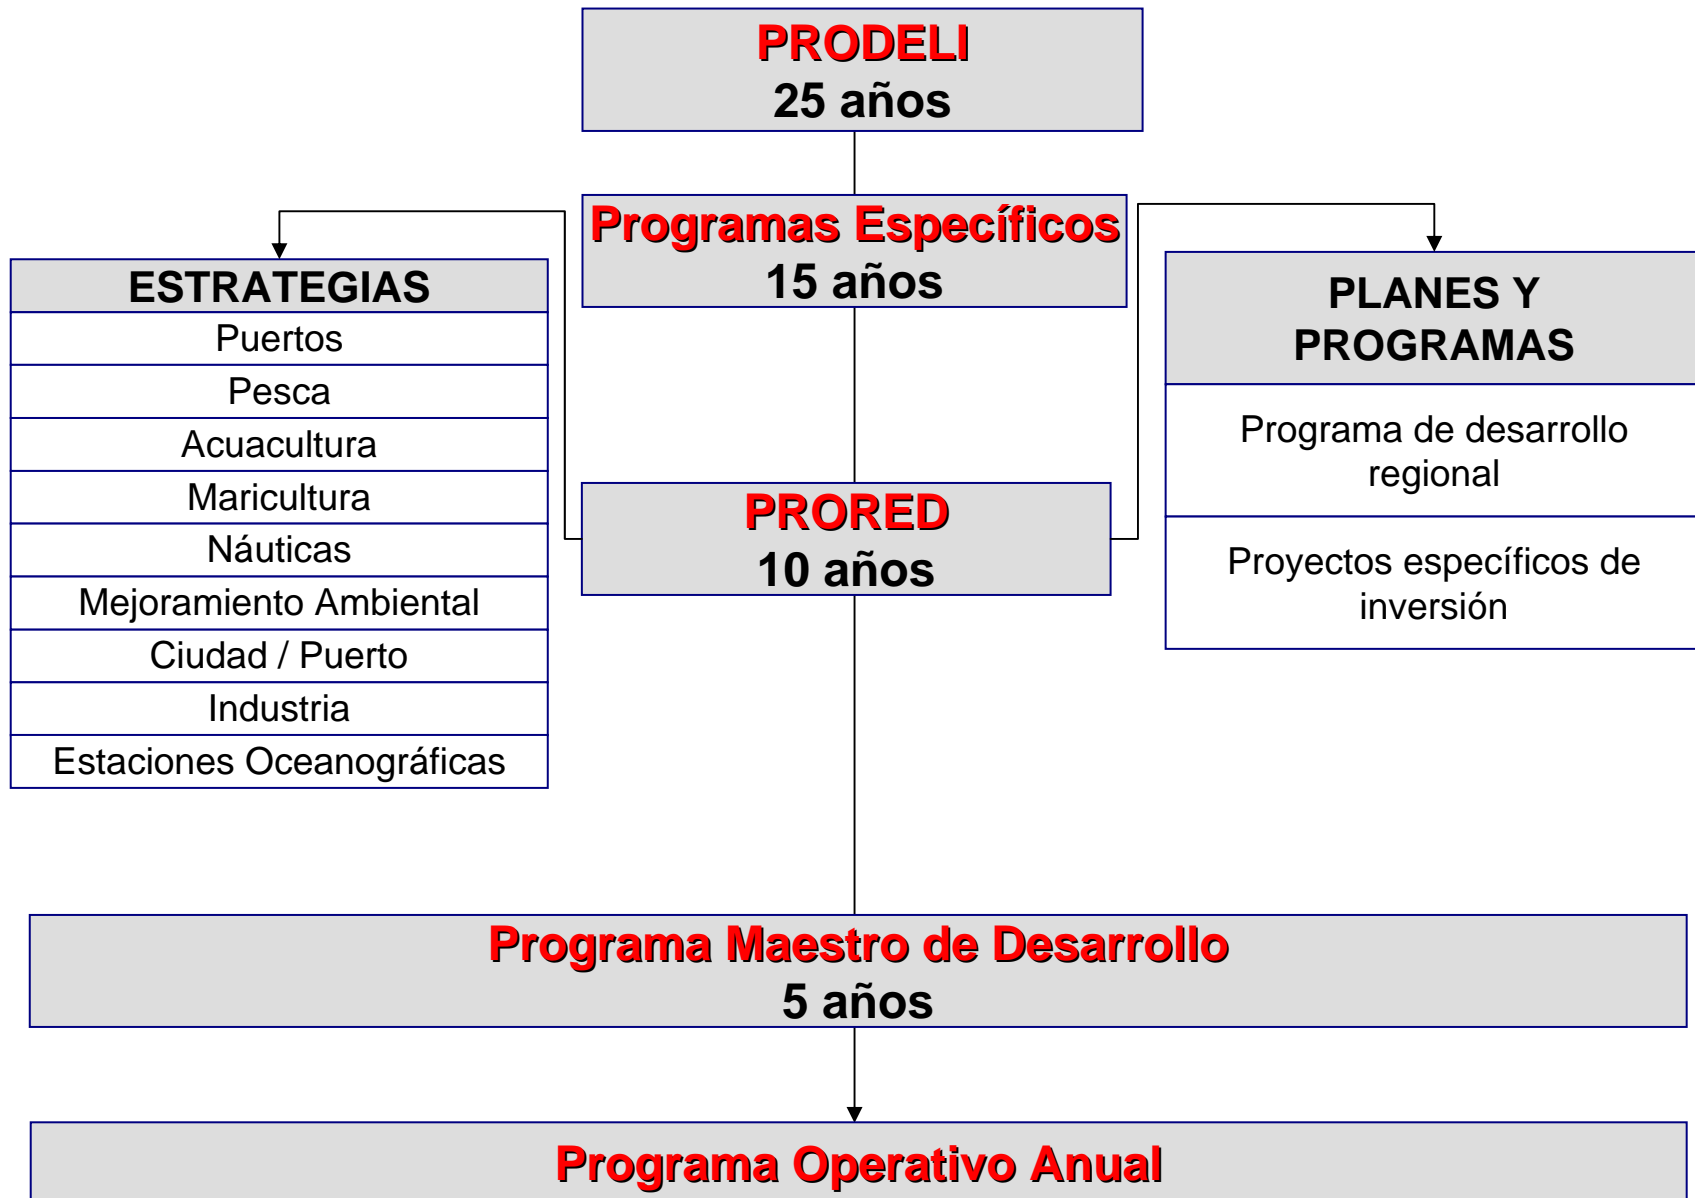 PRODELI
25 años
Programas Específicos
15 años
ESTRATEGIAS
Puertos
Pesca
Acuacultura
Maricultura
Náuticas
Mejoramiento Ambiental
Ciudad / Puerto
Industria
Estaciones Oceanográficas
PRORED
10 años
PLANES Y
PROGRAMAS
Programa de desarrollo
regional
Proyectos específicos de
inversión
Programa Maestro de Desarrollo
5 años
Programa Operativo Anual